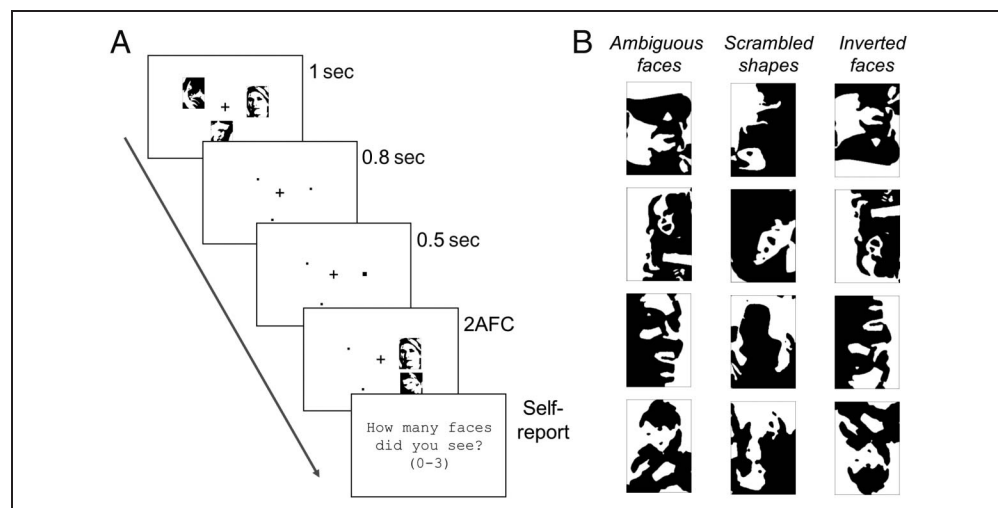 A
1 sec
0.8 sec
0.5 sec
2AFC
Self-
report
How many faces
did you see?
(0-3)
B
Ambiguous
faces
Scrambled
shapes
Inverted
faces